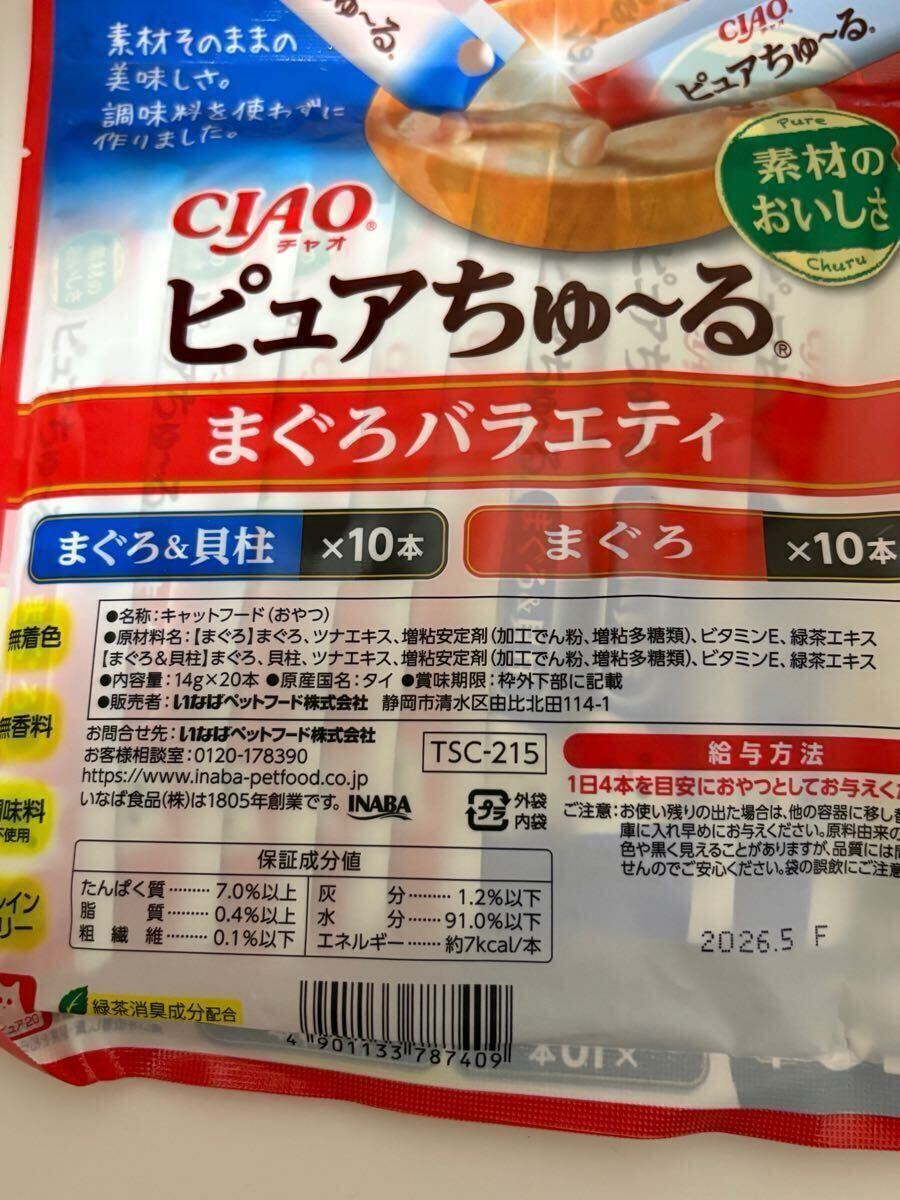 ちゅ～る®
CIAO
ピュアちゅ～る®
素材そのままの
美味しさ。
調味料を使わずに
作りました。
Pure
素材の
おいしさ
Churu
CIAO®
チャオ
ピュアちゅ～る®
まぐろバラエティ
まぐろ&貝柱 ×10本 まぐろ ×10本
無着色
無香料
味料
使用
●名称：キャットフード（おやつ）
●原材料名：【まぐろ】まぐろ、ツナエキス、増粘安定剤（加工でん粉、増粘多糖類）、ビタミンE、緑茶エキス
【まぐろ&貝柱】まぐろ、貝柱、ツナエキス、増粘安定剤（加工でん粉、増粘多糖類）、ビタミンE、緑茶エキス
●内容量：14g×20本 ●原産国名：タイ ●賞味期限：枠外下部に記載
●販売者：いなばペットフード株式会社 静岡市清水区由比北田114-1
お問合せ先：いなばペットフード株式会社
お客様相談室：0120-178390
https://www.inaba-petfood.co.jp
いなば食品(株)は1805年創業です。 INABA
TSC-215
プラ 外袋
内袋
給与方法
1日4本を目安におやつとしてお与えくだ
ご注意：お使い残りの出た場合は、他の容器に移し替
庫に入れ早めにお与えください。原料由来の
色や黒く見えることがありますが、品質には問
せんのでご安心ください。袋の誤飲にご注意
保証成分値
たんぱく質……… 7.0%以上
脂 質……… 0.4%以上
粗 繊 維……… 0.1%以下
灰 分……… 1.2%以下
水 分……… 91.0%以下
エネルギー…… 約7kcal/本
2026.5 F
イン
リー
ピュア20
緑茶消臭成分配合
4 901133 787409